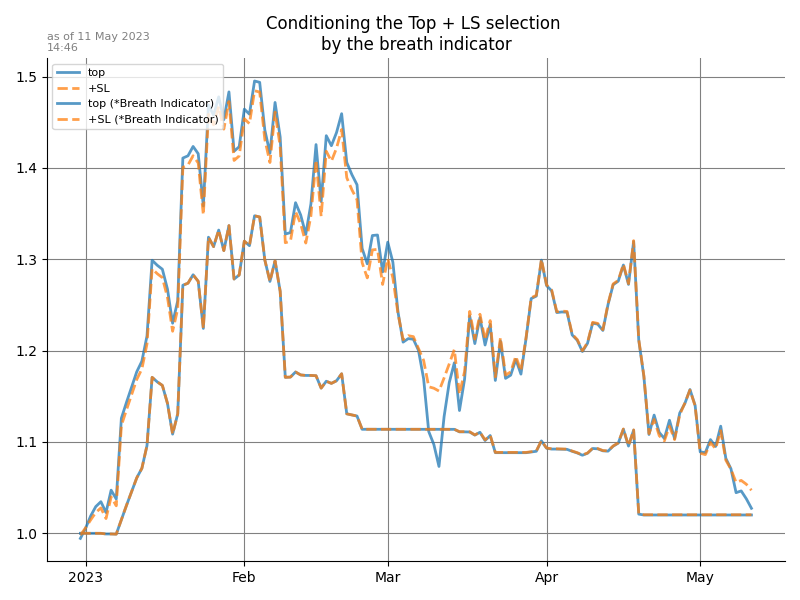 Conditioning the Top + LS selection
by the breath indicator
as of 11 May 2023
14:46
top
+SL
top (*Breath Indicator)
+SL (*Breath Indicator)
1.5
1.4
1.3
1.2
1.1
1.0
2023 Feb Mar Apr May